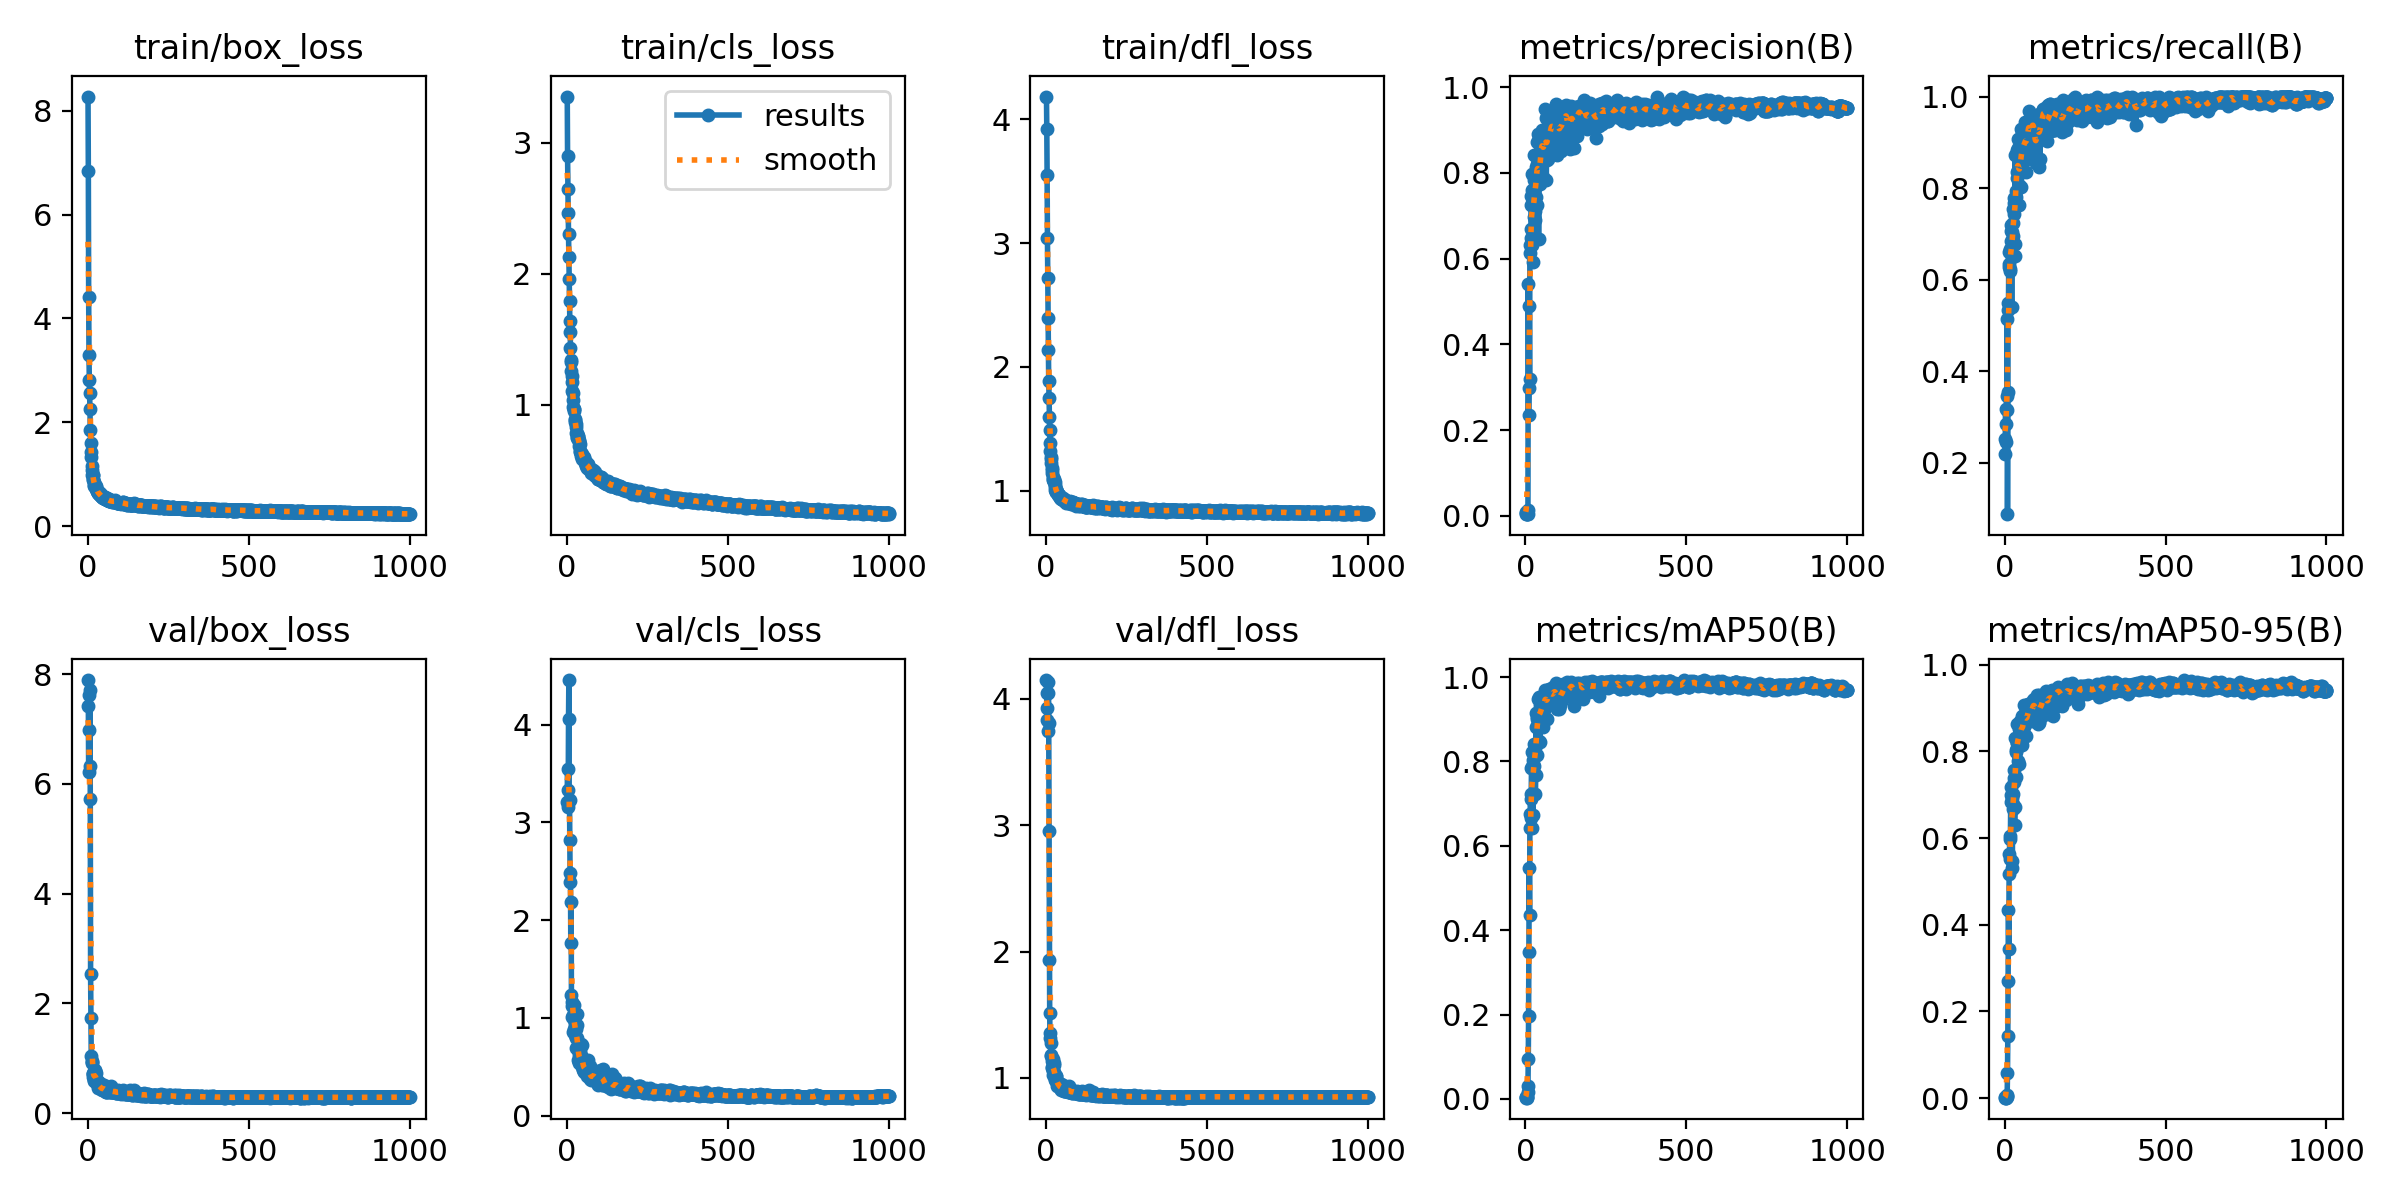 train/box_loss
8
6
4
2
0
0 500 1000
train/cls_loss
results
smooth
3
2
1
0 500 1000
train/dfl_loss
4
3
2
1
0 500 1000
metrics/precision(B)
1.0
0.8
0.6
0.4
0.2
0.0
0 500 1000
metrics/recall(B)
1.0
0.8
0.6
0.4
0.2
0 500 1000
val/box_loss
8
6
4
2
0
0 500 1000
val/cls_loss
4
3
2
1
0
0 500 1000
val/dfl_loss
4
3
2
1
0 500 1000
metrics/mAP50(B)
1.0
0.8
0.6
0.4
0.2
0.0
0 500 1000
metrics/mAP50-95(B)
1.0
0.8
0.6
0.4
0.2
0.0
0 500 1000